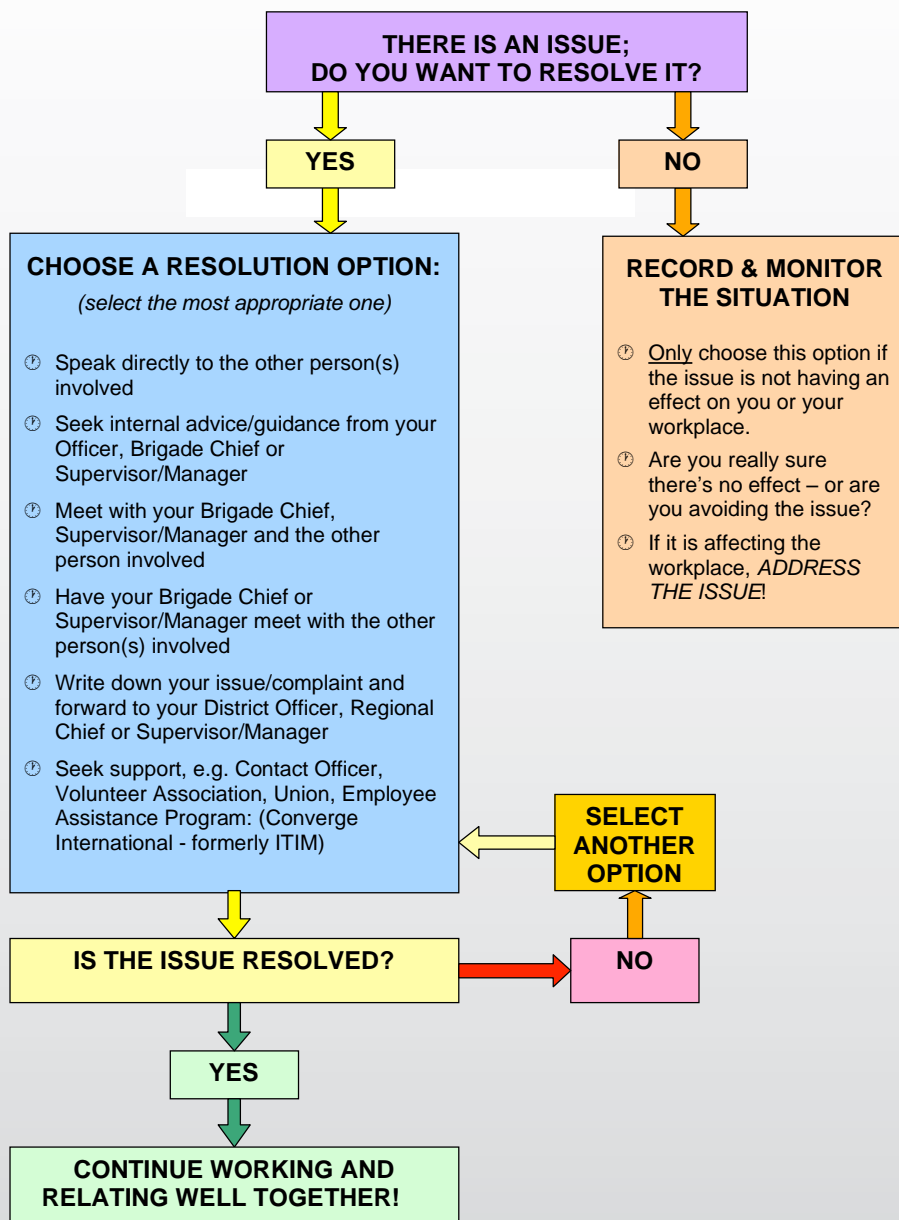 THERE IS AN ISSUE;
DO YOU WANT TO RESOLVE IT?
YES
NO
CHOOSE A RESOLUTION OPTION:
(select the most appropriate one)
Speak directly to the other person(s)
involved
Seek internal advice/guidance from your
Officer, Brigade Chief or
Supervisor/Manager
Meet with your Brigade Chief,
Supervisor/Manager and the other
person involved
Have your Brigade Chief or
Supervisor/Manager meet with the other
person(s) involved
Write down your issue/complaint and
forward to your District Officer, Regional
Chief or Supervisor/Manager
Seek support, e.g. Contact Officer,
Volunteer Association, Union, Employee
Assistance Program: (Converge
International - formerly ITIM)
RECORD & MONITOR
THE SITUATION
Only choose this option if
the issue is not having an
effect on you or your
workplace.
Are you really sure
there's no effect – or are
you avoiding the issue?
If it is affecting the
workplace, ADDRESS
THE ISSUE!
SELECT
ANOTHER
OPTION
IS THE ISSUE RESOLVED?
NO
YES
CONTINUE WORKING AND
RELATING WELL TOGETHER!